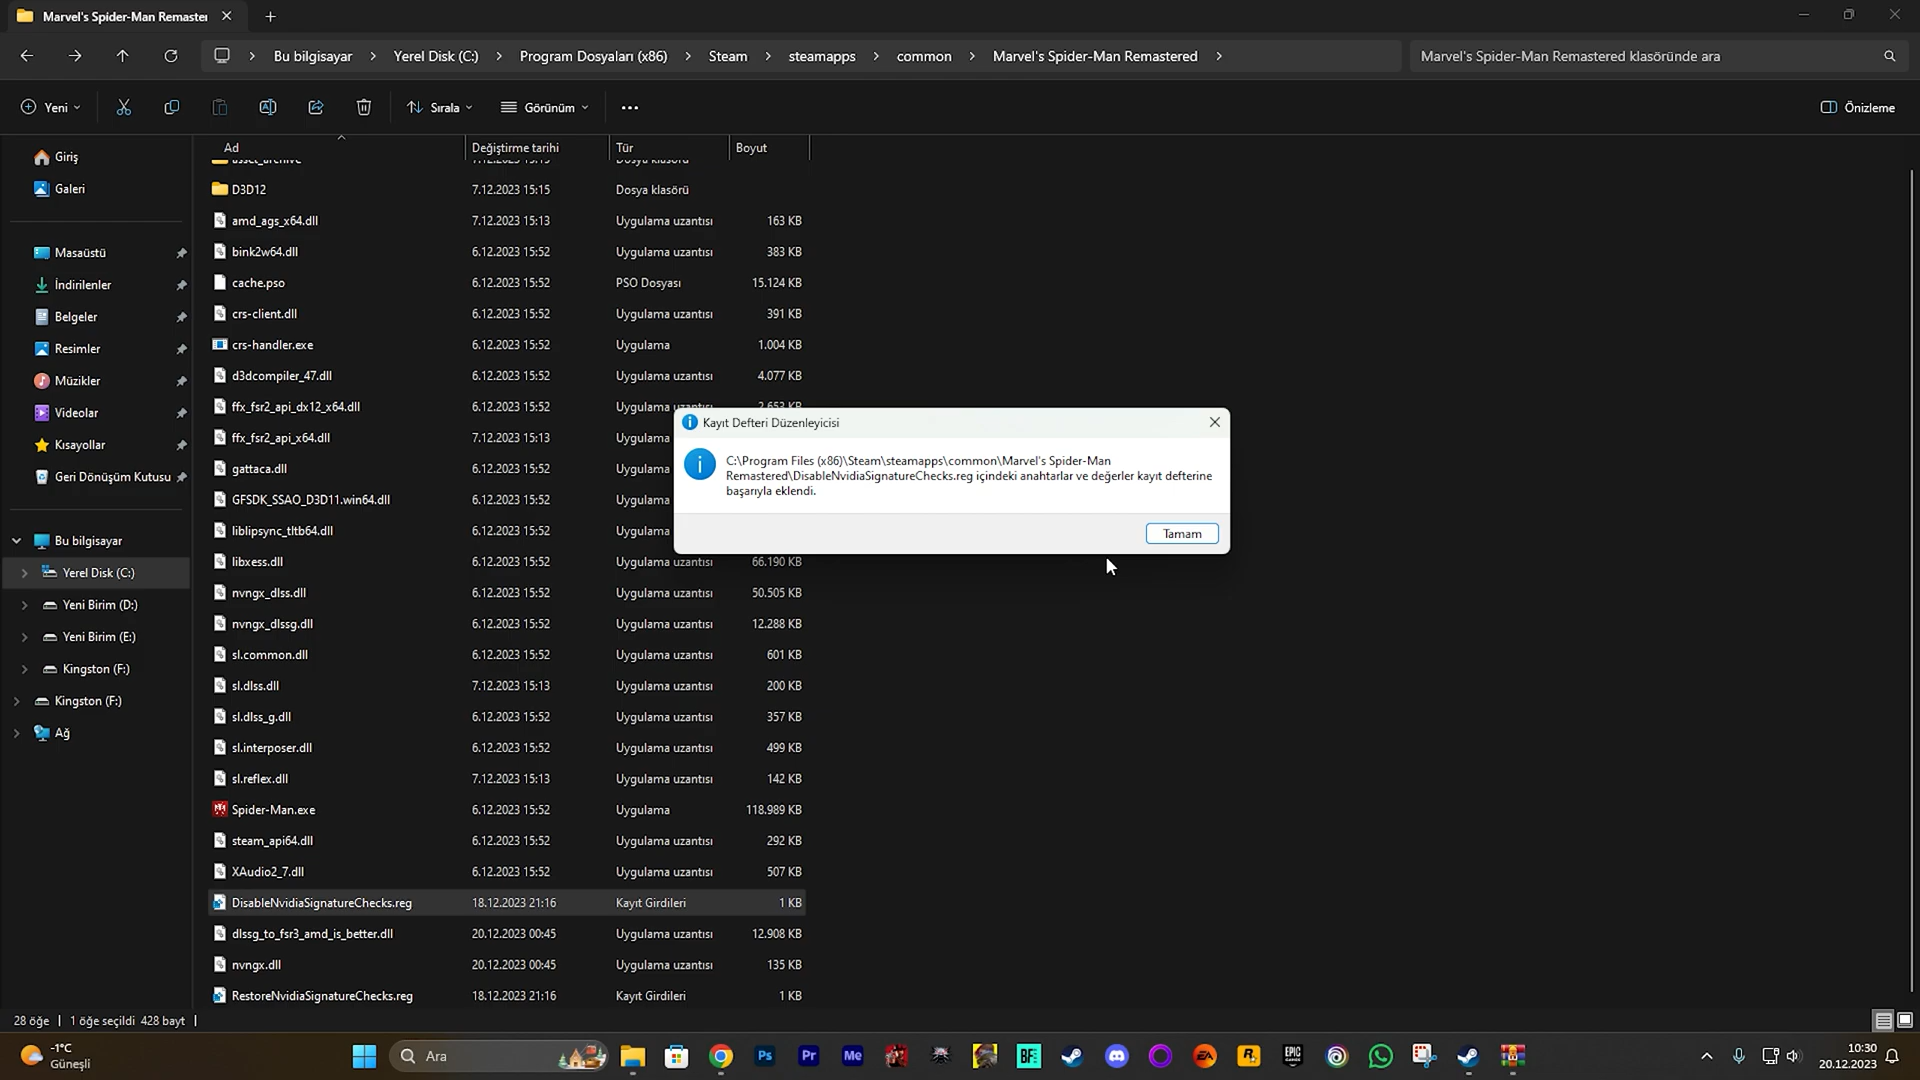 Marvel's Spider-Man Remaster
Bu bilgisayar
Yerel Disk (C:)
Program Dosyaları (x86)
Steam
steamapps
common
Marvel's Spider-Man Remastered
Marvel's Spider-Man Remastered klasöründe ara
Yeni
Sırala
Görünüm
Önizleme
Ad
Değiştirme tarihi
Tür
Boyut
Giriş
Galeri
Masaüstü
İndirilenler
Belgeler
Resimler
Müzikler
Videolar
Kısayollar
Geri Dönüşüm Kutusu
Bu bilgisayar
Yerel Disk (C:)
Yeni Birim (D:)
Yeni Birim (E:)
Kingston (F:)
Kingston (F:)
Ağ
asset_archive 7.12.2023 15:15 Dosya klasörü
D3D12 7.12.2023 15:15 Dosya klasörü
amd_ags_x64.dll 7.12.2023 15:13 Uygulama uzantısı 163 KB
bink2w64.dll 6.12.2023 15:52 Uygulama uzantısı 383 KB
cache.pso 6.12.2023 15:52 PSO Dosyası 15.124 KB
crs-client.dll 6.12.2023 15:52 Uygulama uzantısı 391 KB
crs-handler.exe 6.12.2023 15:52 Uygulama 1.004 KB
d3dcompiler_47.dll 6.12.2023 15:52 Uygulama uzantısı 4.077 KB
ffx_fsr2_api_dx12_x64.dll 6.12.2023 15:52 Uygulama uzantısı 2.653 KB
ffx_fsr2_api_x64.dll 7.12.2023 15:13 Uygulama
gattaca.dll 6.12.2023 15:52 Uygulama
GFSDK_SSAO_D3D11.win64.dll 6.12.2023 15:52 Uygulama
liblipsync_tltb64.dll 6.12.2023 15:52 Uygulama
libxess.dll 6.12.2023 15:52 Uygulama uzantısı 66.190 KB
nvngx_dlss.dll 6.12.2023 15:52 Uygulama uzantısı 50.505 KB
nvngx_dlssg.dll 6.12.2023 15:52 Uygulama uzantısı 12.288 KB
sl.common.dll 6.12.2023 15:52 Uygulama uzantısı 601 KB
sl.dlss.dll 7.12.2023 15:13 Uygulama uzantısı 200 KB
sl.dlss_g.dll 6.12.2023 15:52 Uygulama uzantısı 357 KB
sl.interposer.dll 6.12.2023 15:52 Uygulama uzantısı 499 KB
sl.reflex.dll 7.12.2023 15:13 Uygulama uzantısı 142 KB
Spider-Man.exe 6.12.2023 15:52 Uygulama 118.989 KB
steam_api64.dll 6.12.2023 15:52 Uygulama uzantısı 292 KB
XAudio2_7.dll 6.12.2023 15:52 Uygulama uzantısı 507 KB
DisableNvidiaSignatureChecks.reg 18.12.2023 21:16 Kayıt Girdileri 1 KB
dlssg_to_fsr3_amd_is_better.dll 20.12.2023 00:45 Uygulama uzantısı 12.908 KB
nvngx.dll 20.12.2023 00:45 Uygulama uzantısı 135 KB
RestoreNvidiaSignatureChecks.reg 18.12.2023 21:16 Kayıt Girdileri 1 KB
Kayıt Defteri Düzenleyicisi
C:\Program Files (x86)\Steam\steamapps\common\Marvel's Spider-Man
Remastered\DisableNvidiaSignatureChecks.reg içindeki anahtarlar ve değerler kayıt defterine
başarıyla eklendi.
Tamam
28 öğe
1 öğe seçildi 428 bayt
-1°C
Güneşli
Ara
Ps
Pr
Me
BF
EA
R
EPIC
GAMES
10:30
20.12.2023